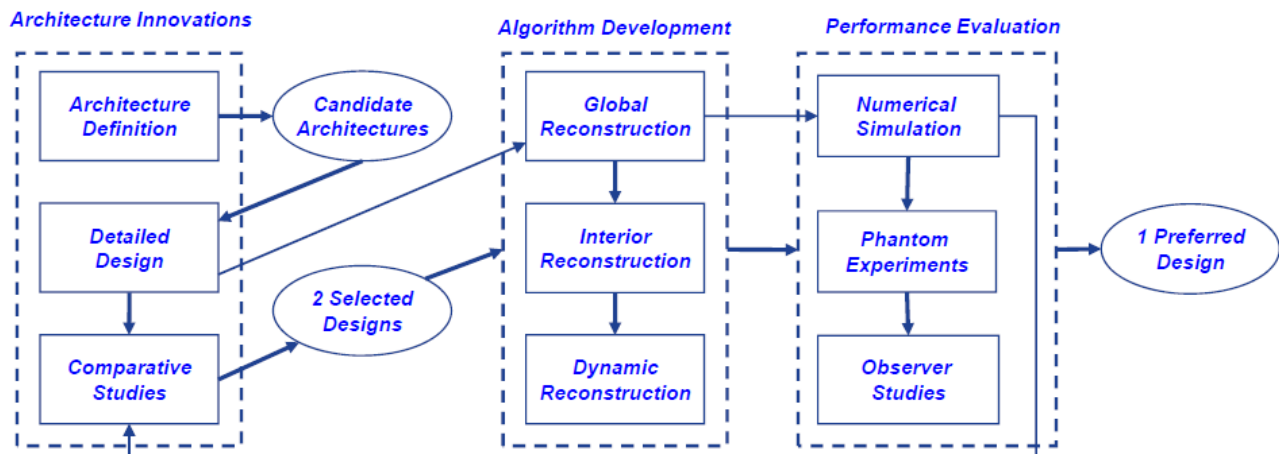 Architecture Innovations
Architecture
Definition
Candidate
Architectures
Detailed
Design
Comparative
Studies
2 Selected
Designs
Algorithm Development
Global
Reconstruction
Interior
Reconstruction
Dynamic
Reconstruction
Performance Evaluation
Numerical
Simulation
Phantom
Experiments
Observer
Studies
1 Preferred
Design